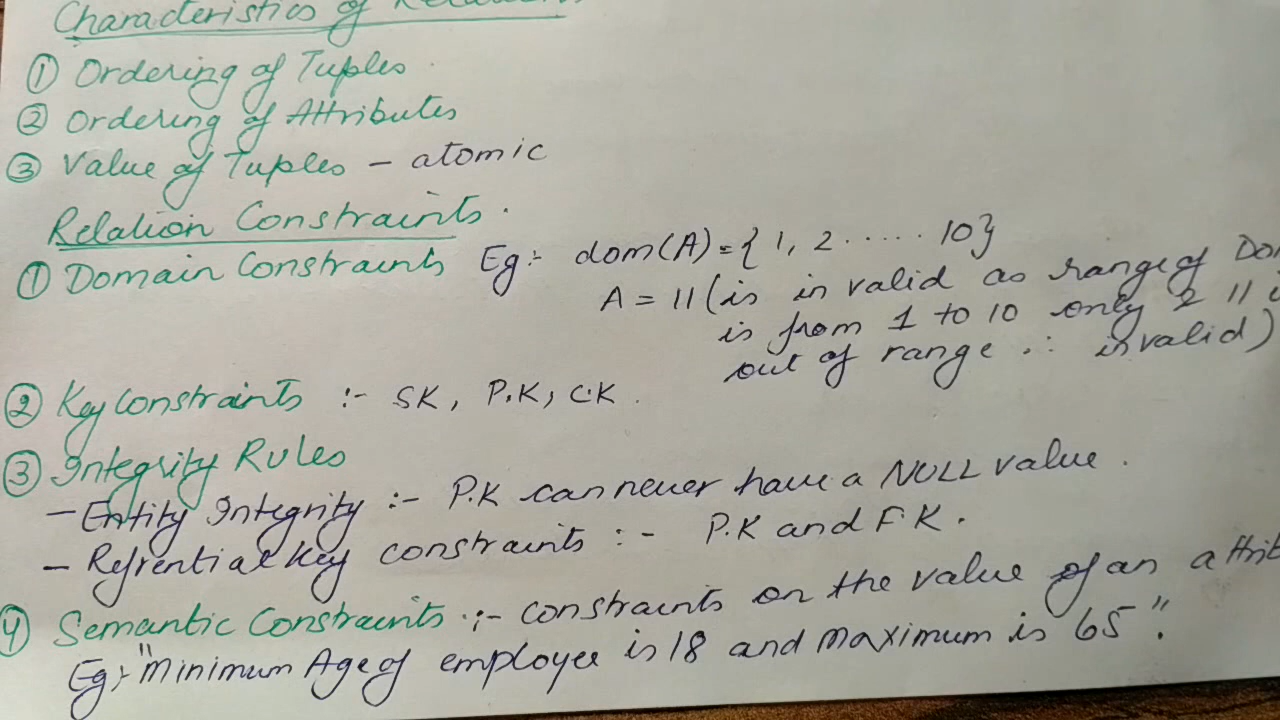 Characteristics of Relations
① Ordering of Tuples
② Ordering of Attributes
③ Value of Tuples - atomic
Relation Constraints.
① Domain Constraints Eg:- dom(A)={1, 2 ...... 10}
A = 11 (is invalid as range of
is from 1 to 10 only & 11
out of range ∴ invalid)
② Key Constraints :- SK, P.K, C.K.
③ Integrity Rules
- Entity Integrity :- P.K can never have a NULL value.
- Refrential Key constraints :- P.K and F.K.
④ Semantic Constraints :- constraints on the value of an attrib
Eg:- "Minimum Age of employee is 18 and maximum is 65".